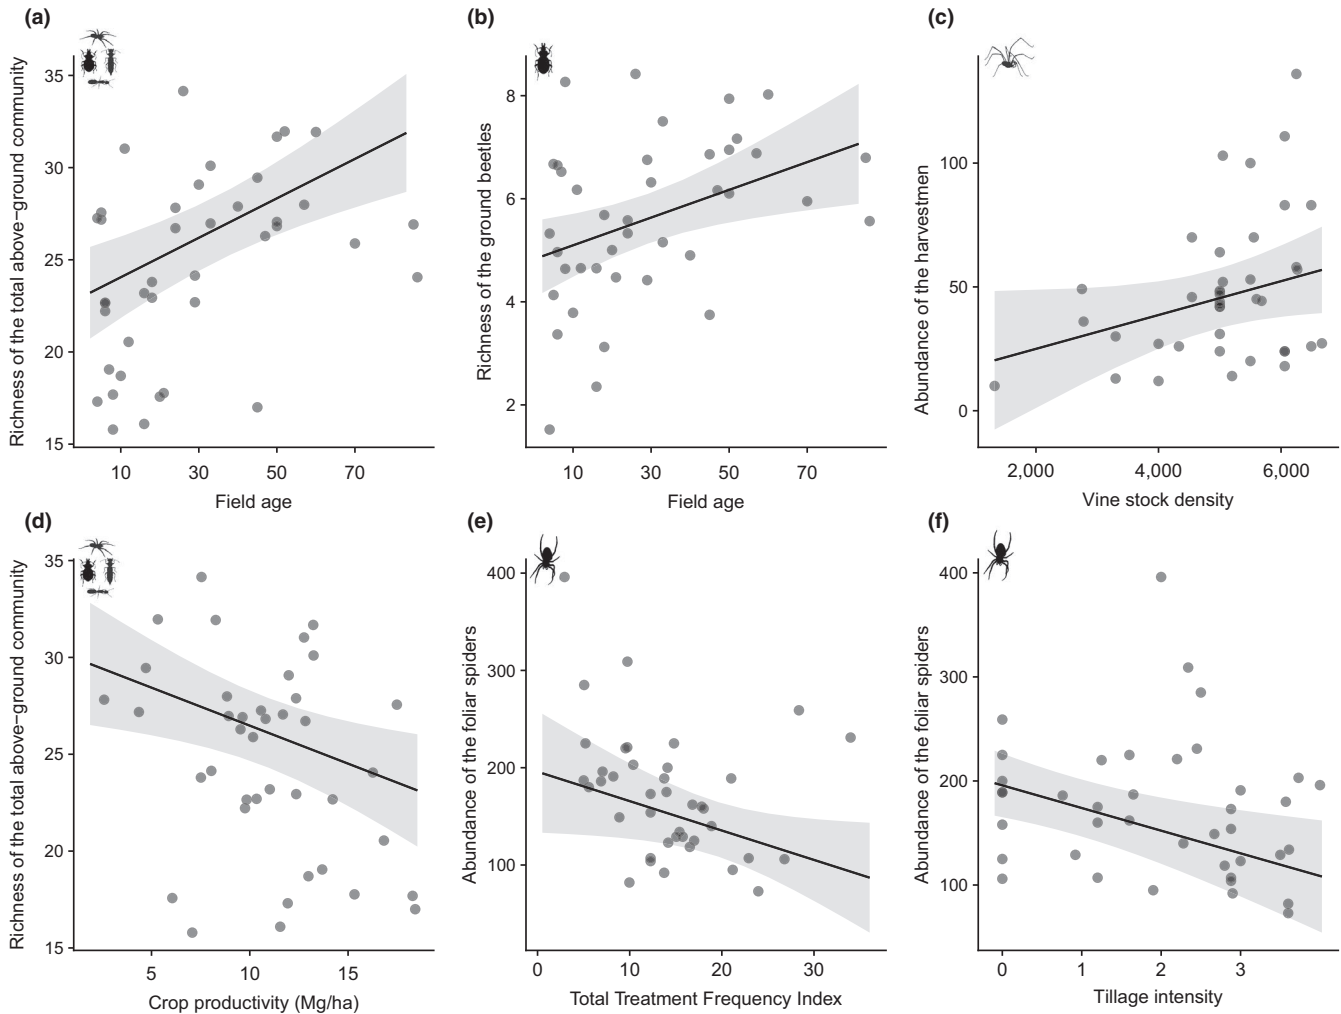 (a)
Richness of the total above-ground community
35
30
25
20
15
10 30 50 70
Field age
(b)
Richness of the ground beetles
8
6
4
2
10 30 50 70
Field age
(c)
Abundance of the harvestmen
100
50
0
2,000 4,000 6,000
Vine stock density
(d)
Richness of the total above-ground community
35
30
25
20
15
5 10 15
Crop productivity (Mg/ha)
(e)
Abundance of the foliar spiders
400
300
200
100
0 10 20 30
Total Treatment Frequency Index
(f)
Abundance of the foliar spiders
400
300
200
100
0 1 2 3
Tillage intensity